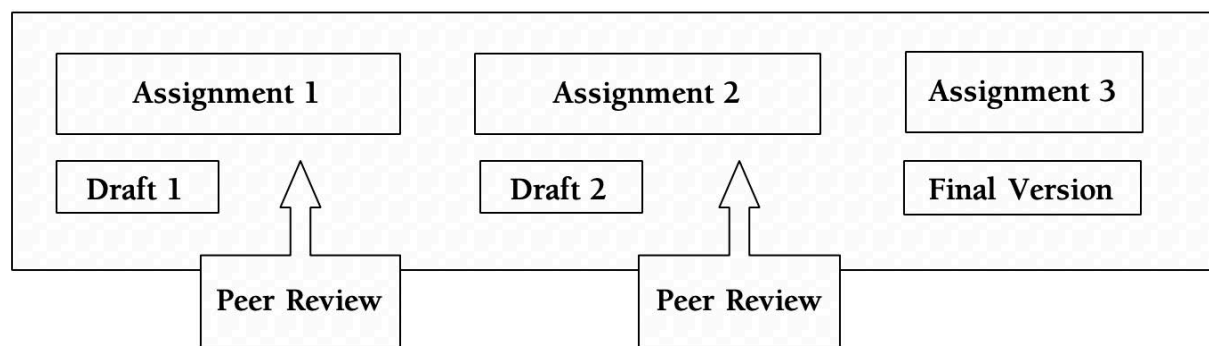 Assignment 1
Assignment 2
Assignment 3
Draft 1
Draft 2
Final Version
Peer Review
Peer Review